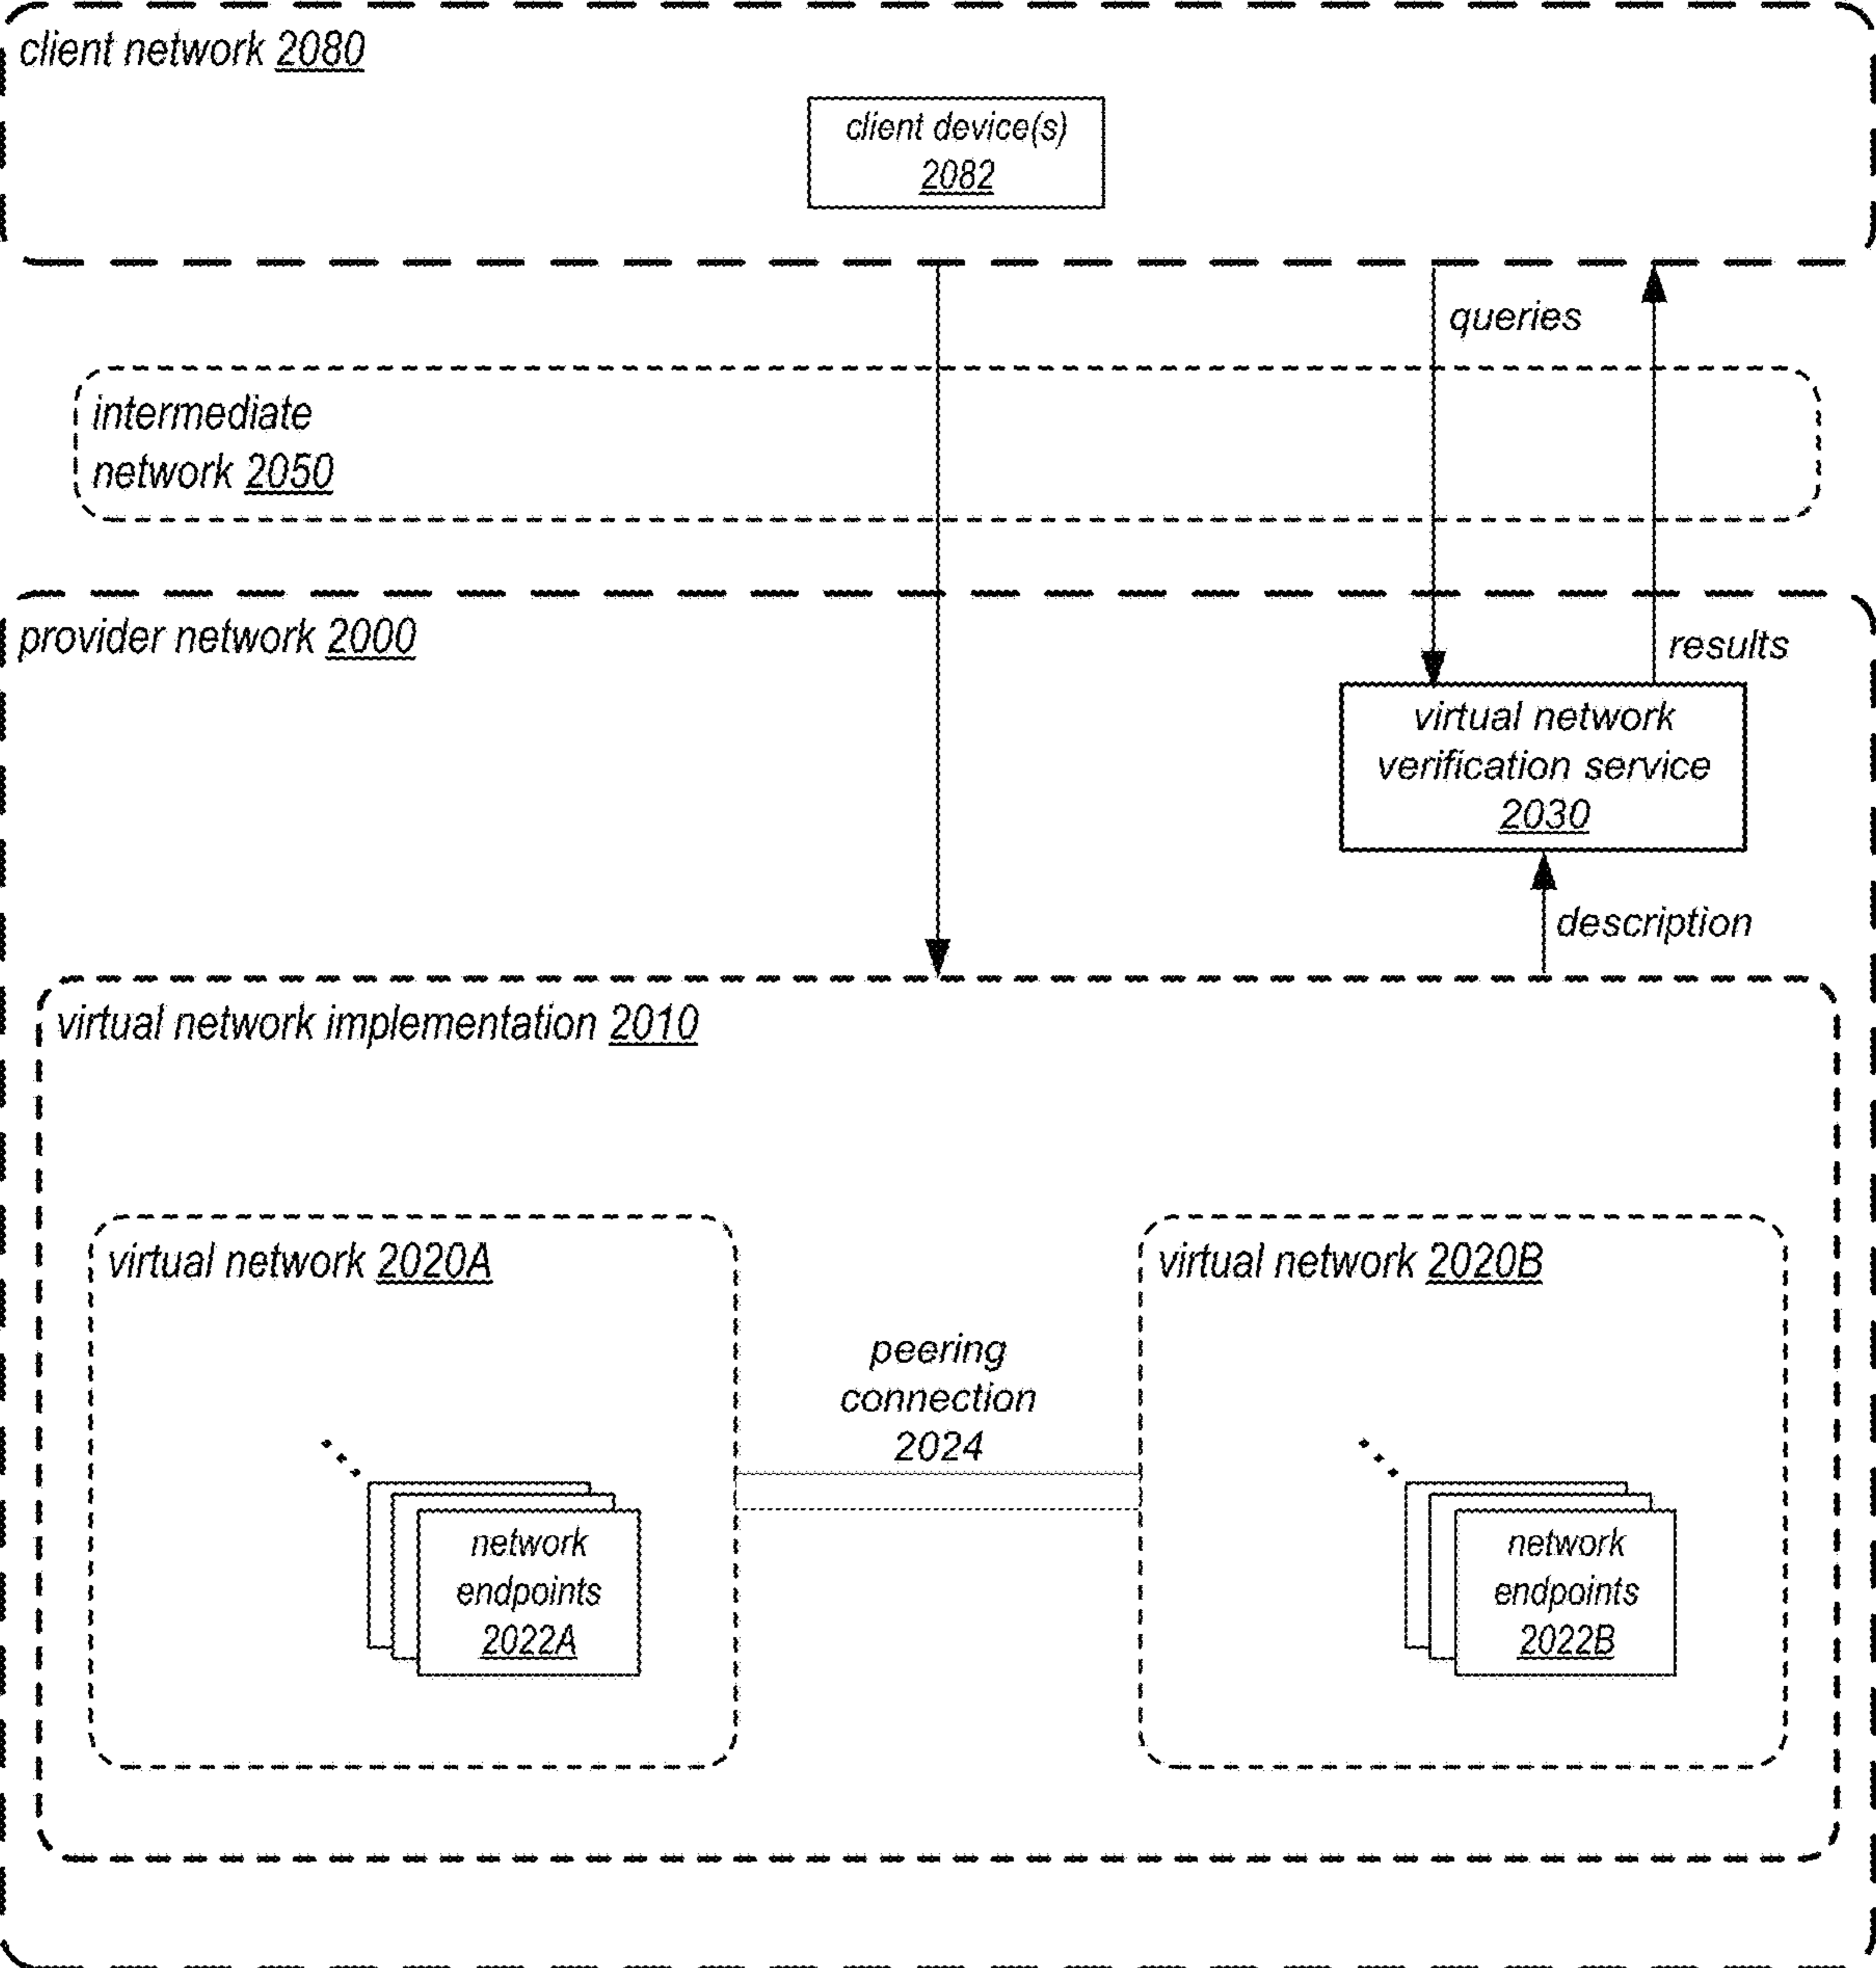 client network 2080
client device(s)
2082
queries
intermediate
network 2050
provider network 2000
results
virtual network
verification service
2030
description
virtual network implementation 2010
virtual network 2020A
virtual network 2020B
peering
connection
2024
network
endpoints
2022A
network
endpoints
2022B